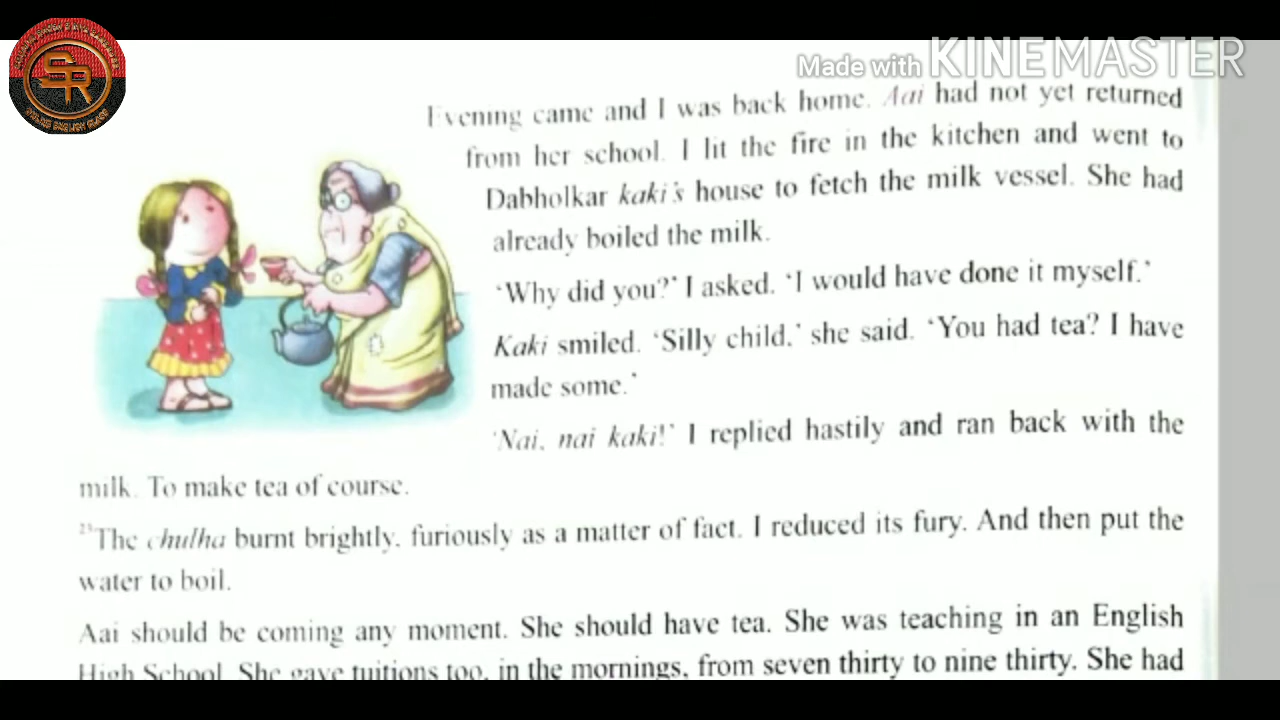 Made with KINEMASTER
SR
Evening came and I was back home. Aai had not yet returned
from her school. I lit the fire in the kitchen and went to
Dabholkar kaki's house to fetch the milk vessel. She had
already boiled the milk.
'Why did you?' I asked. 'I would have done it myself.'
Kaki smiled. 'Silly child.' she said. 'You had tea? I have
made some.'
'Nai, nai kaki!' I replied hastily and ran back with the
milk. To make tea of course.
The chulha burnt brightly, furiously as a matter of fact. I reduced its fury. And then put the
water to boil.
Aai should be coming any moment. She should have tea. She was teaching in an English
High School. She gave tuitions too, in the mornings, from seven thirty to nine thirty. She had